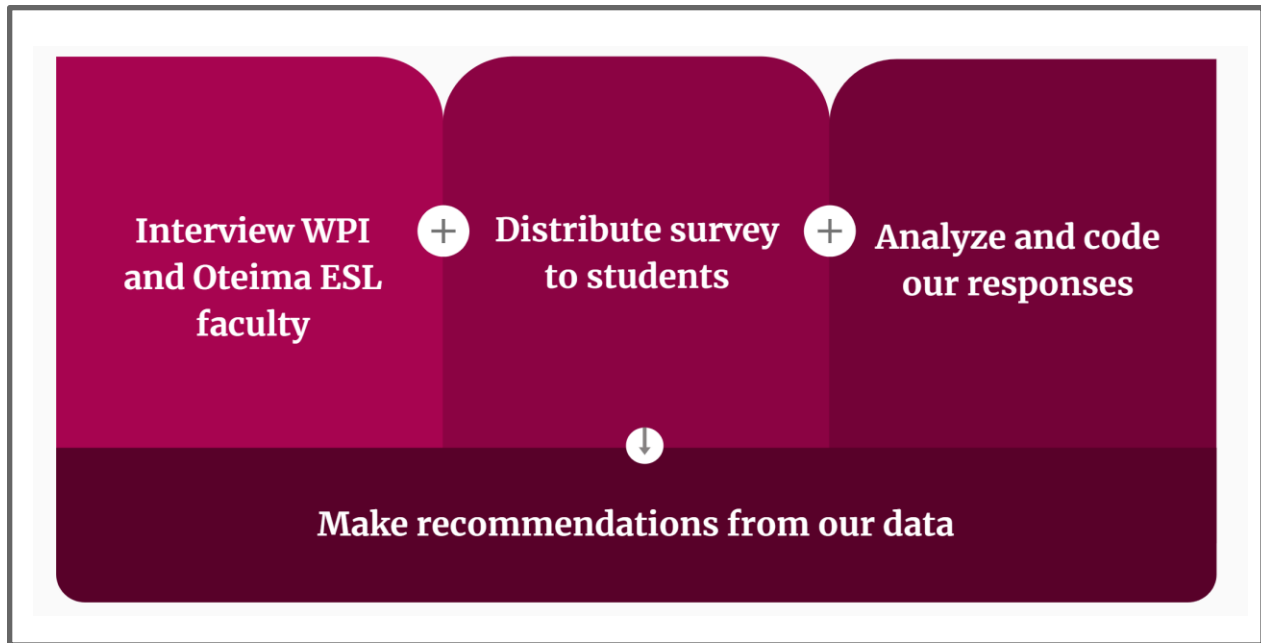 Interview WPI
and Oteima ESL
faculty
Distribute survey
to students
Analyze and code
our responses
Make recommendations from our data